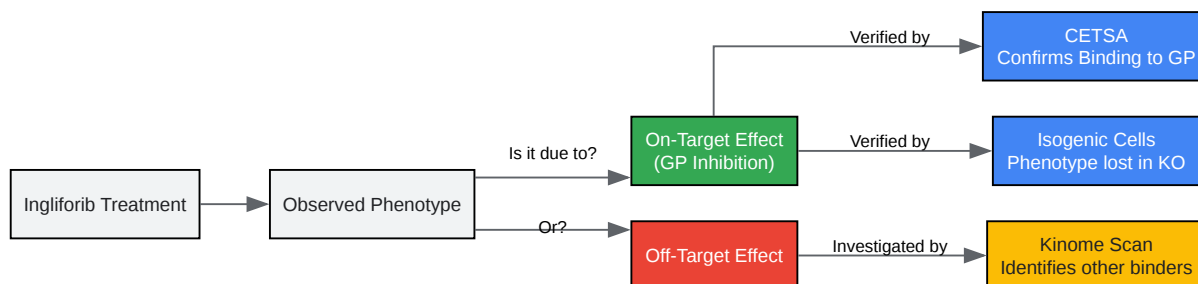 CETSA
Confirms Binding to GP
Verified by
On-Target Effect
(GP Inhibition)
Verified by
Isogenic Cells
Phenotype lost in KO
Is it due to?
Ingliforib Treatment
Observed Phenotype
Or?
Off-Target Effect
Investigated by
Kinome Scan
Identifies other binders